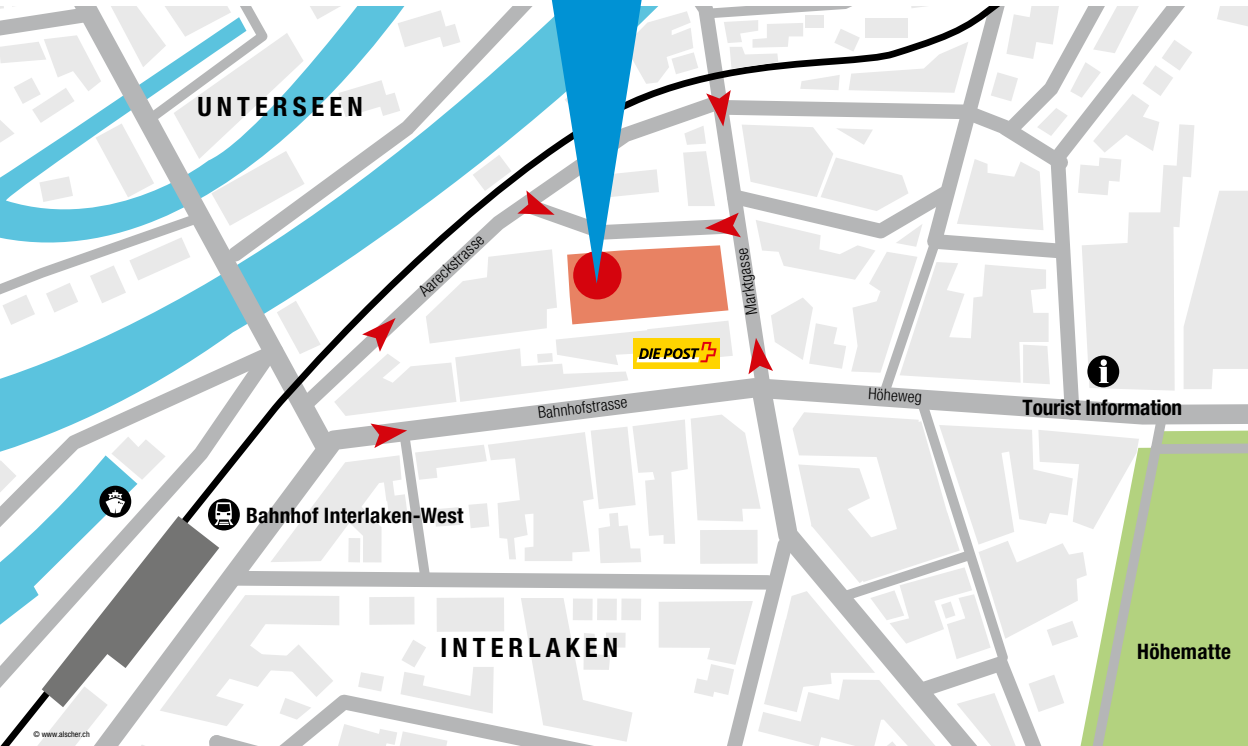 UNTERSEEN
Aareckstrasse
Marktgasse
DIE POST
Bahnhofstrasse
Höheweg
Tourist Information
Bahnhof Interlaken-West
INTERLAKEN
Höhematte
© www.alscher.ch